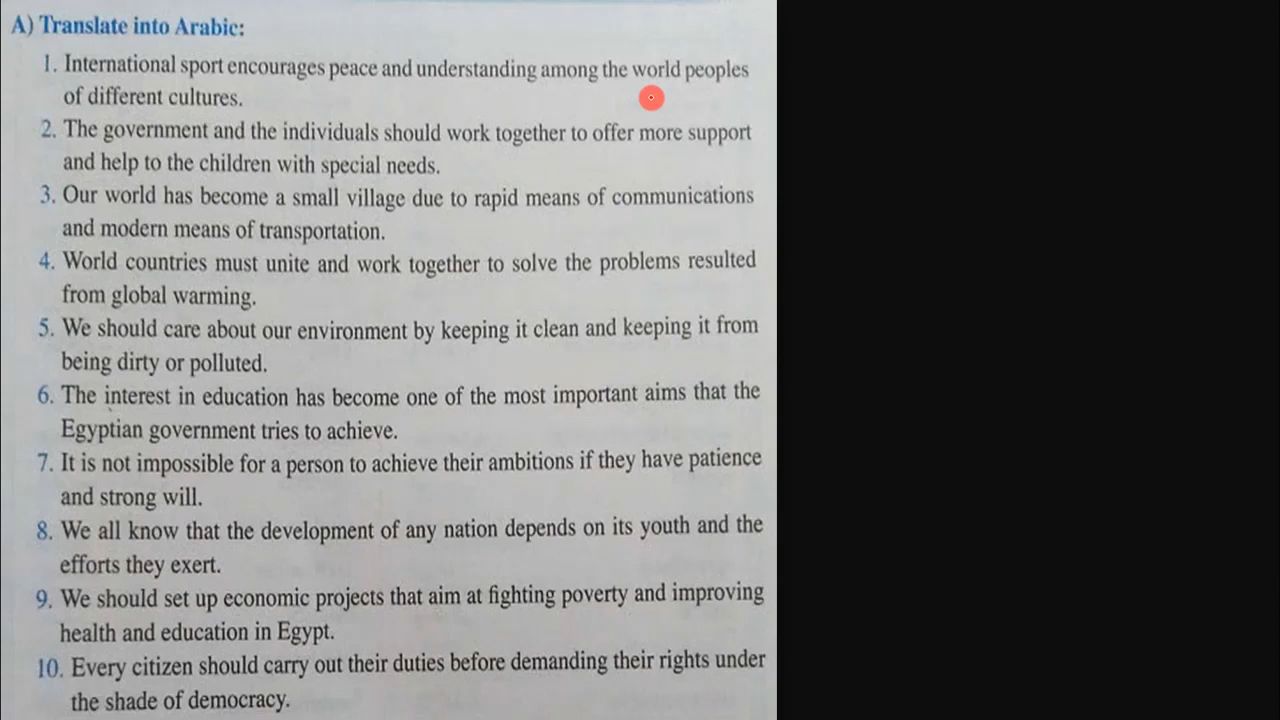 A) Translate into Arabic:
1. International sport encourages peace and understanding among the world peoples
of different cultures.
2. The government and the individuals should work together to offer more support
and help to the children with special needs.
3. Our world has become a small village due to rapid means of communications
and modern means of transportation.
4. World countries must unite and work together to solve the problems resulted
from global warming.
5. We should care about our environment by keeping it clean and keeping it from
being dirty or polluted.
6. The interest in education has become one of the most important aims that the
Egyptian government tries to achieve.
7. It is not impossible for a person to achieve their ambitions if they have patience
and strong will.
8. We all know that the development of any nation depends on its youth and the
efforts they exert.
9. We should set up economic projects that aim at fighting poverty and improving
health and education in Egypt.
10. Every citizen should carry out their duties before demanding their rights under
the shade of democracy.